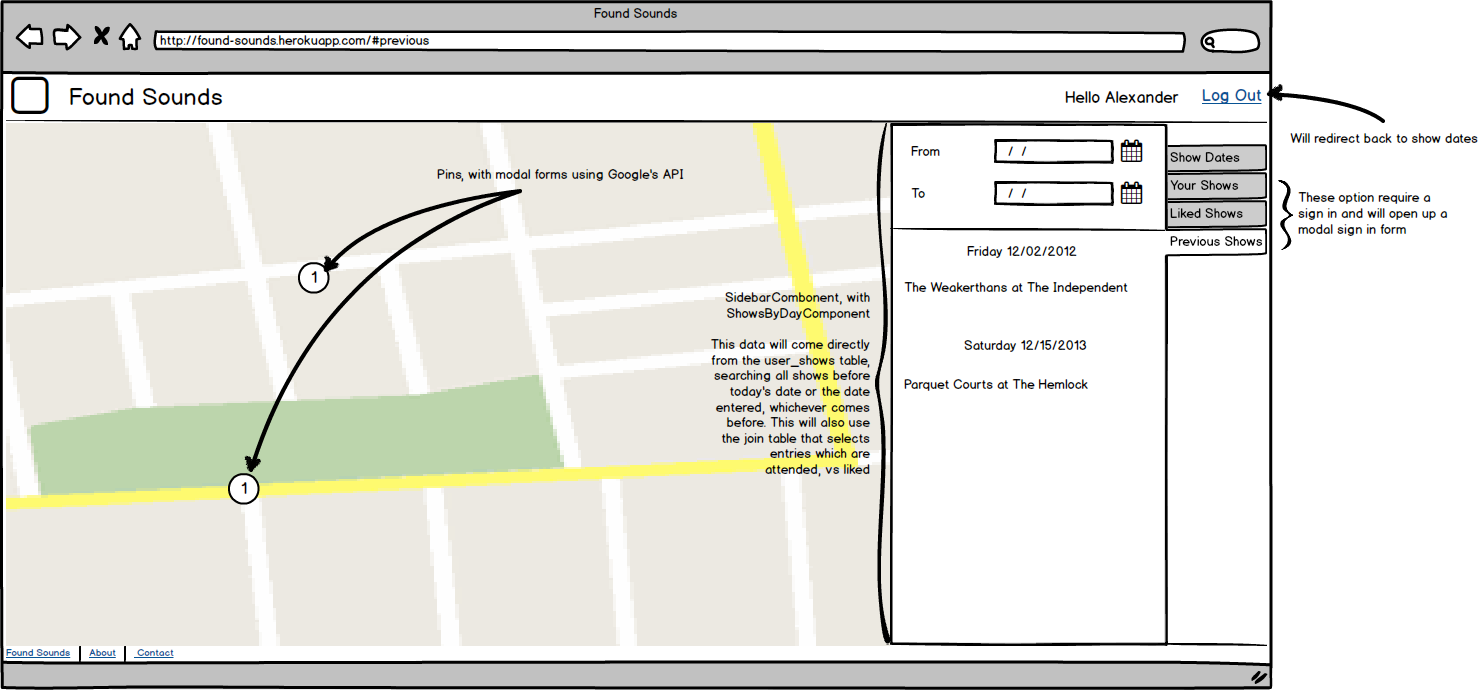 Found Sounds
http://found-sounds.herokuapp.com/#previous
Found Sounds
Hello Alexander
Log Out
Will redirect back to show dates
Pins, with modal forms using Google's API
1
1
SidebarCombonent, with
ShowsByDayComponent
This data will come directly
from the user_shows table,
searching all shows before
today's date or the date
entered, whichever comes
before. This will also use
the join table that selects
entries which are
attended, vs liked
From
/ /
To
/ /
Friday 12/02/2012
The Weakerthans at The Independent
Saturday 12/15/2013
Parquet Courts at The Hemlock
Show Dates
Your Shows
Liked Shows
Previous Shows
These option require a
sign in and will open up a
modal sign in form
Found Sounds
About
Contact